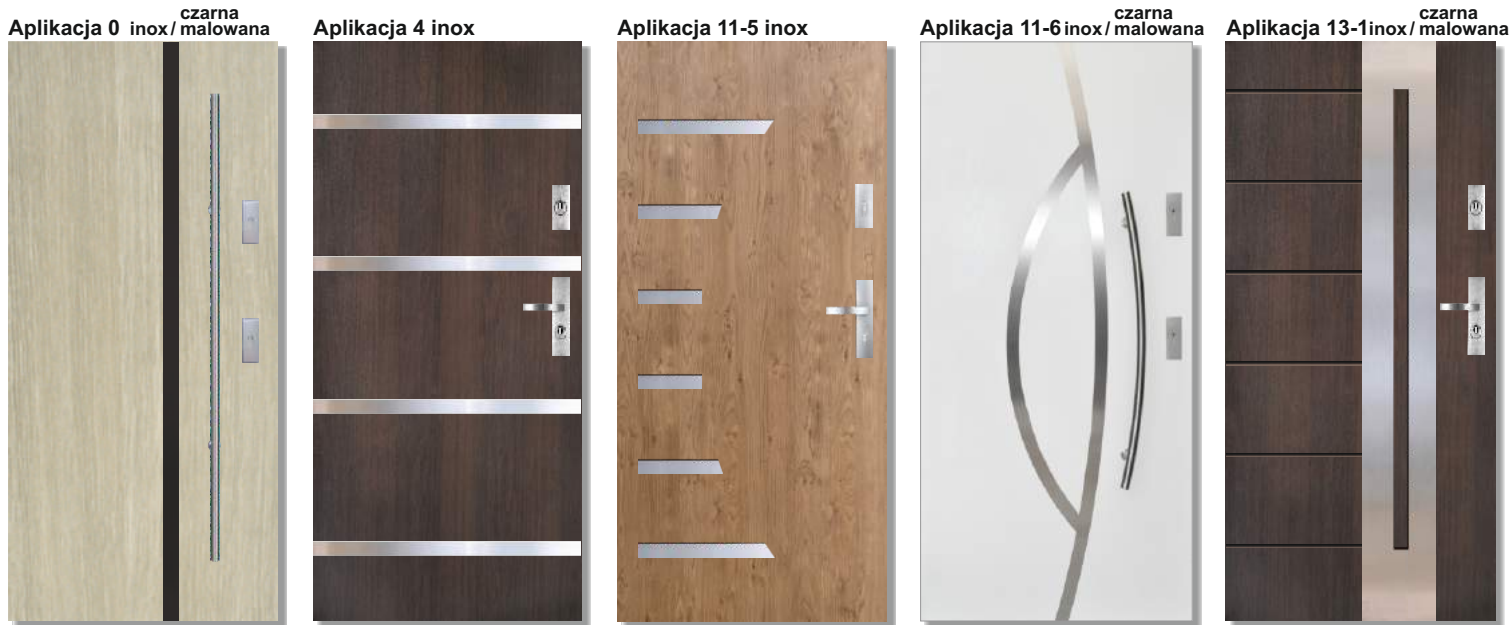 Aplikacja 0 inox / czarna malowana
Aplikacja 4 inox
Aplikacja 11-5 inox
Aplikacja 11-6 inox / czarna malowana
Aplikacja 13-1 inox / czarna malowana